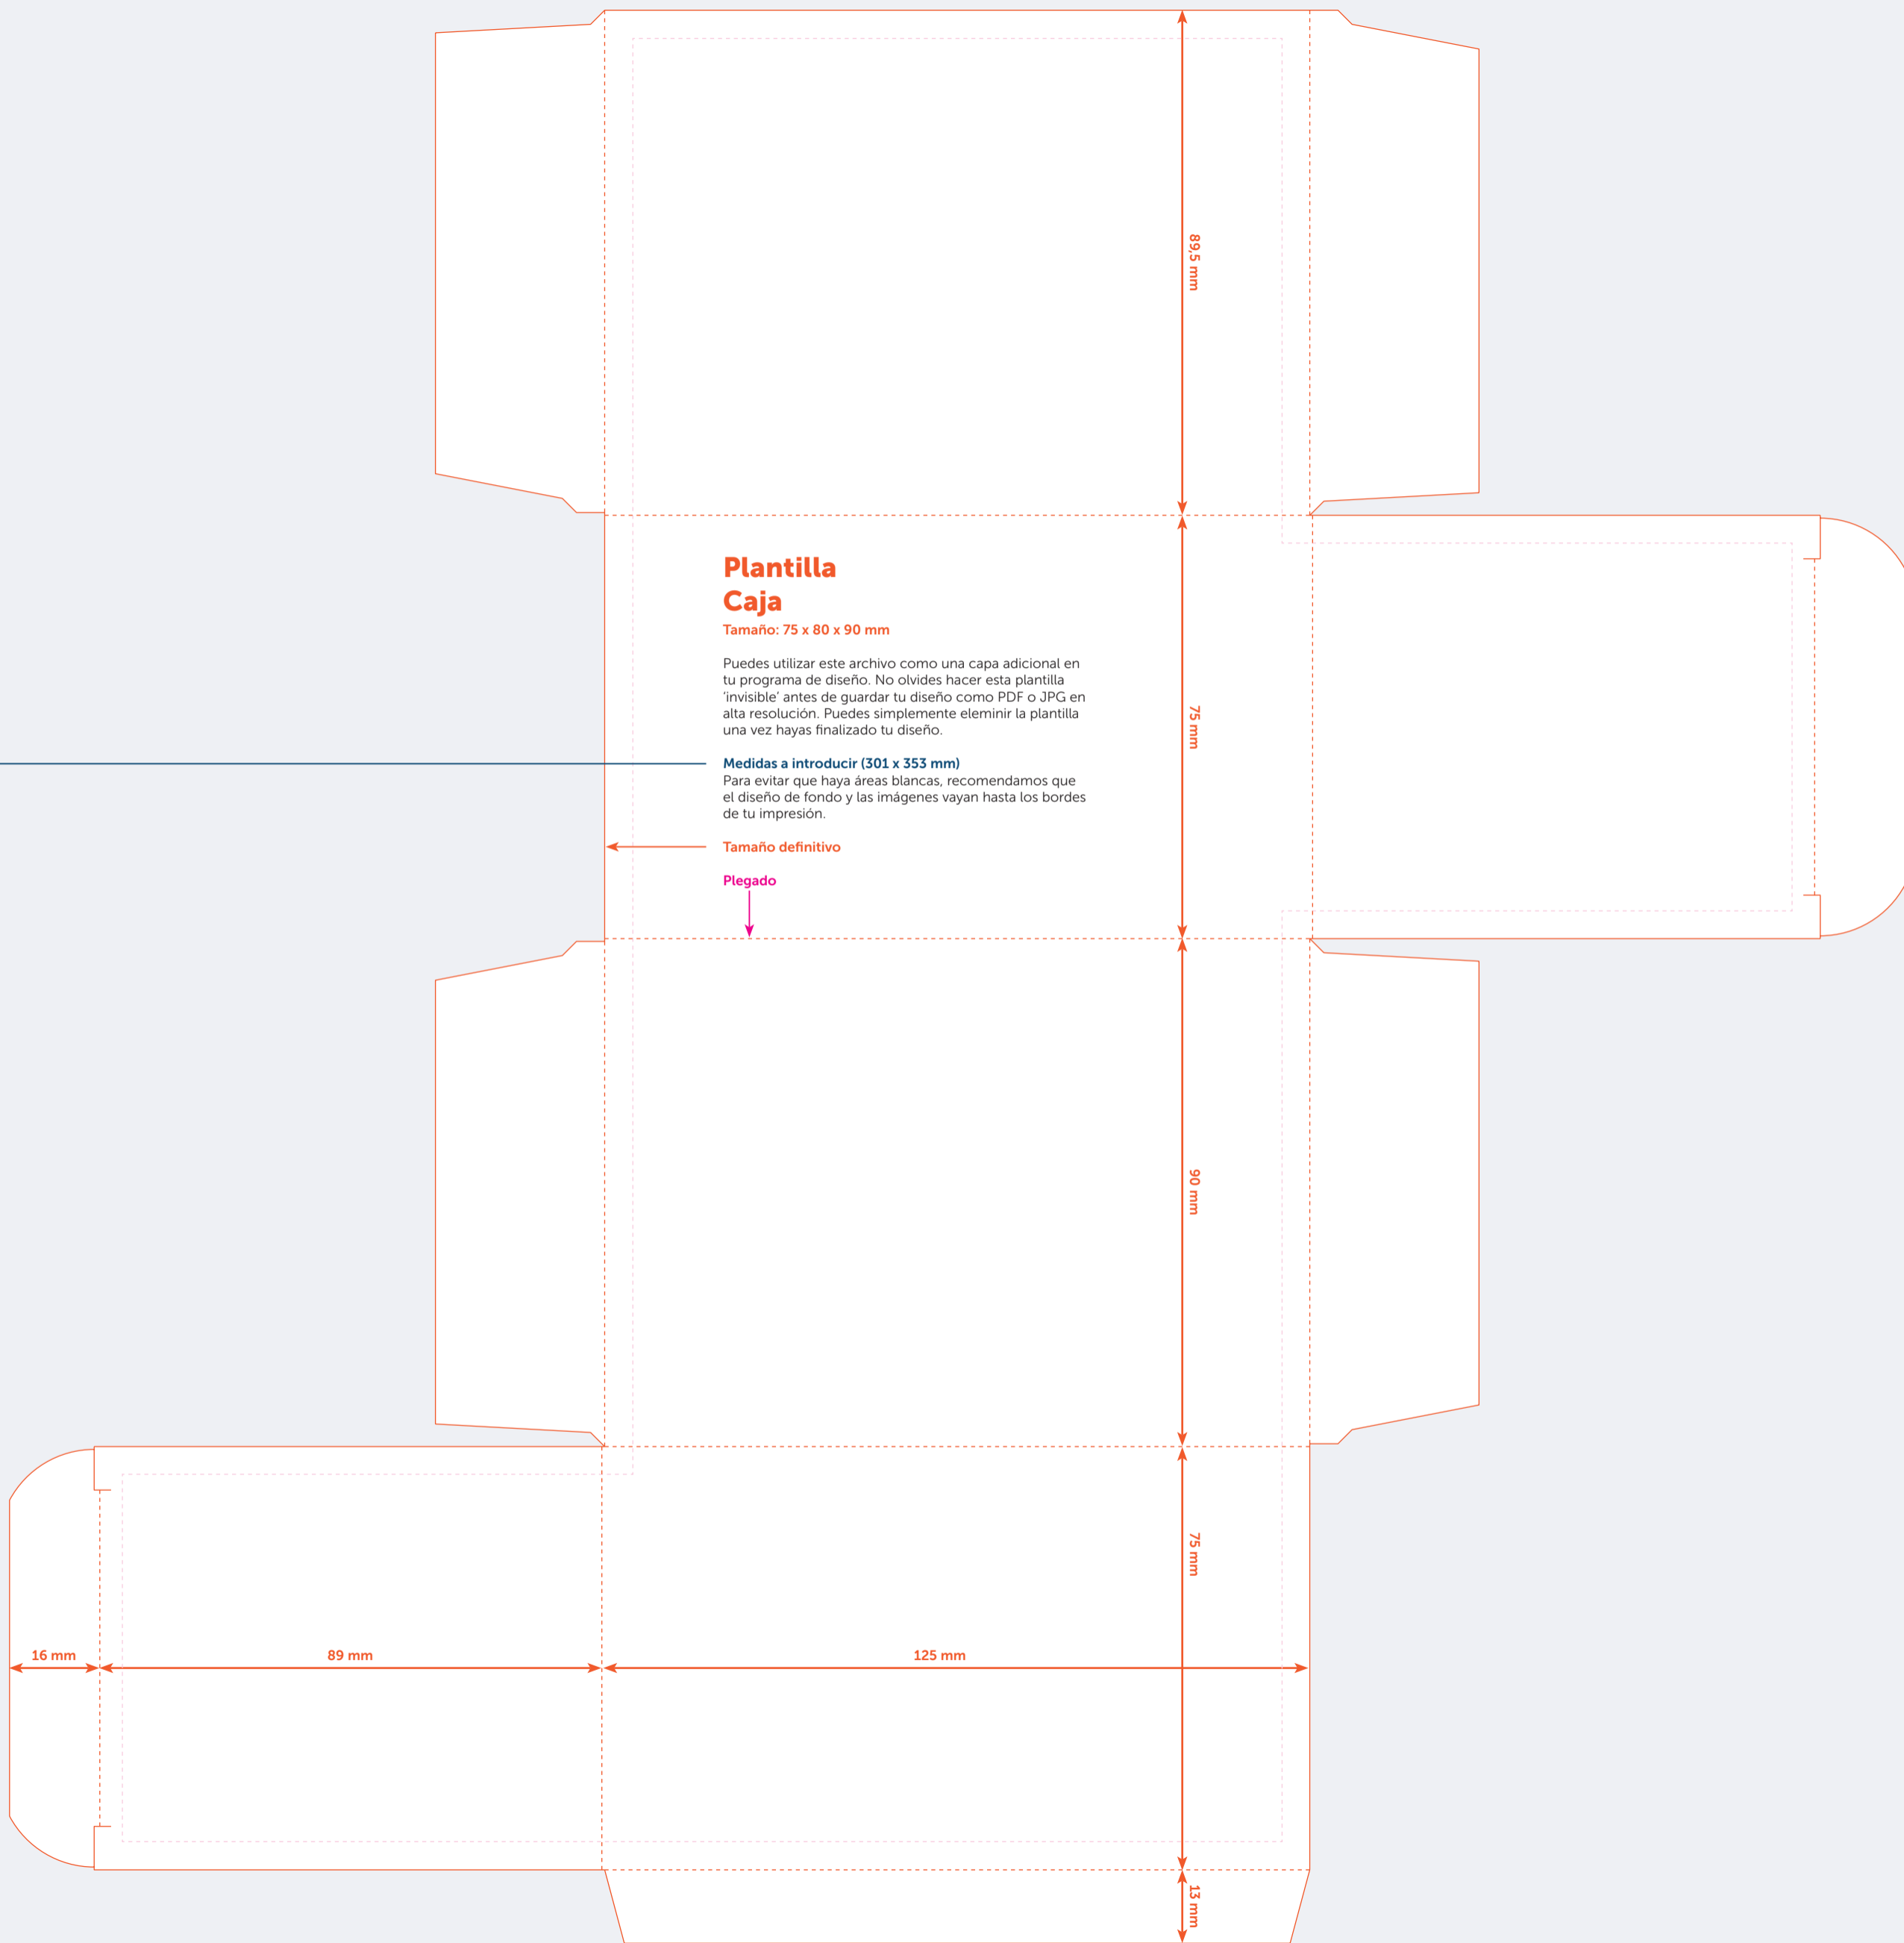 89,5 mm
Plantilla
Caja
Tamaño: 75 x 80 x 90 mm
Puedes utilizar este archivo como una capa adicional en
tu programa de diseño. No olvides hacer esta plantilla
‘invisible’ antes de guardar tu diseño como PDF o JPG en
alta resolución. Puedes simplemente eleminir la plantilla
una vez hayas finalizado tu diseño.
75 mm
Medidas a introducir (301 x 353 mm)
Para evitar que haya áreas blancas, recomendamos que
el diseño de fondo y las imágenes vayan hasta los bordes
de tu impresión.
Tamaño definitivo
Plegado
90 mm
75 mm
16 mm
89 mm
125 mm
13 mm